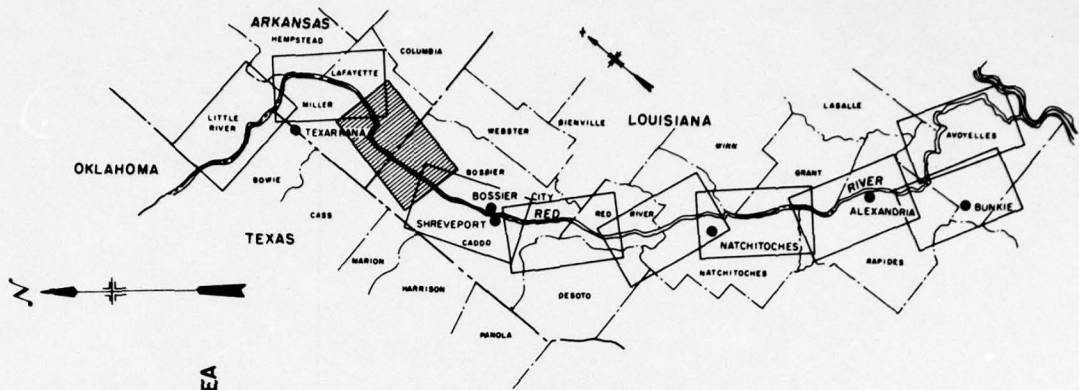 ARKANSAS
HEMPSTEAD
COLUMBIA
LAFAYETTE
MILLER
LITTLE
RIVER
TEXARKANA
OKLAHOMA
BOWIE
CASS
TEXAS
MARION
HARRISON
PANOLA
WEBSTER
BIENVILLE
LOUISIANA
BOSSIER
BOSSIER CITY
SHREVEPORT
CADDO
RED
RED
RIVER
DESOTO
WINN
NATCHITOCHES
NATCHITOCHES
LASALLE
GRANT
RIVER
ALEXANDRIA
RAPIDES
AVOYELLES
BUNKIE
N
EA